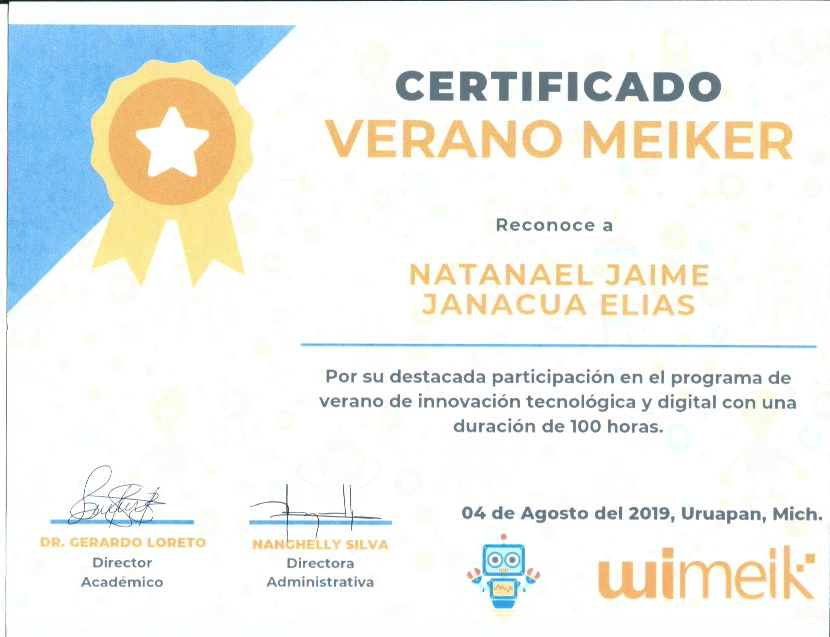 CERTIFICADO
VERANO MEIKER
Reconoce a
NATANAEL JAIME
JANACUA ELIAS
Por su destacada participación en el programa de
verano de innovación tecnológica y digital con una
duración de 100 horas.
04 de Agosto del 2019, Uruapan, Mich.
DR. GERARDO LORETO
Director
Académico
NANGHELLY SILVA
Directora
Administrativa
wimeik